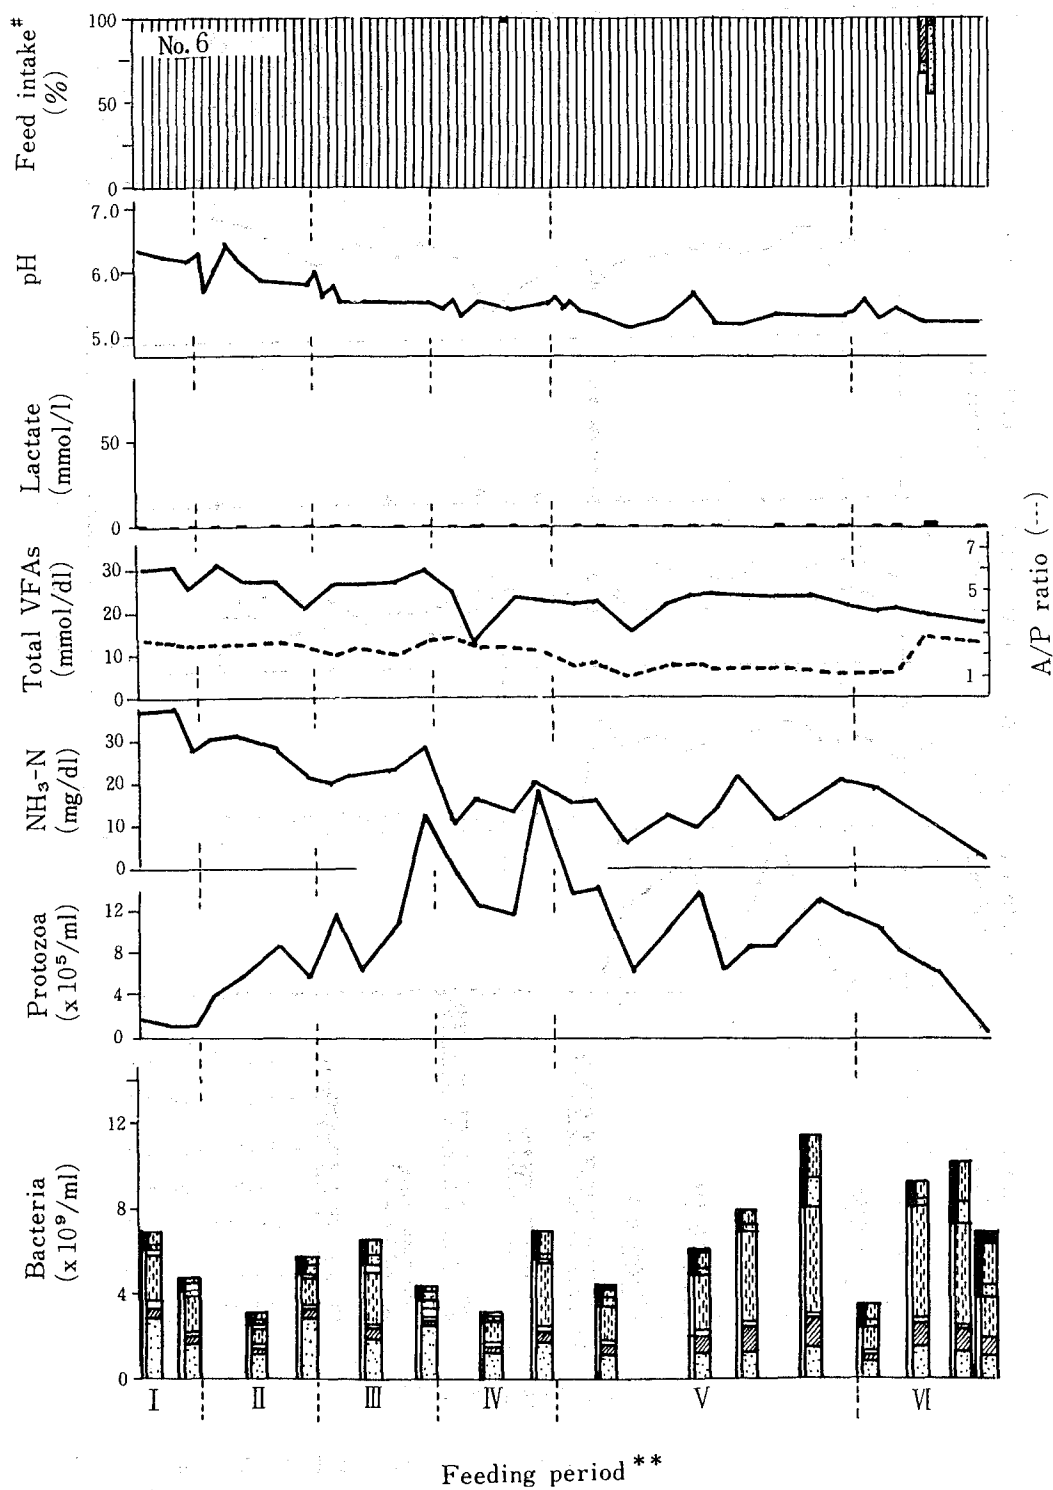 Feed intake#
(%)
100
50
0
No. 6
pH
7.0
6.0
5.0
Lactate
(mmol/l)
50
0
Total VFAs
(mmol/dl)
30
20
10
0
7
5
1
A/P ratio (---)
NH₃-N
(mg/dl)
30
20
10
0
Protozoa
(x 10⁵/ml)
12
8
4
0
Bacteria
(x 10⁹/ml)
12
8
4
0
I II III IV V VI
Feeding period**